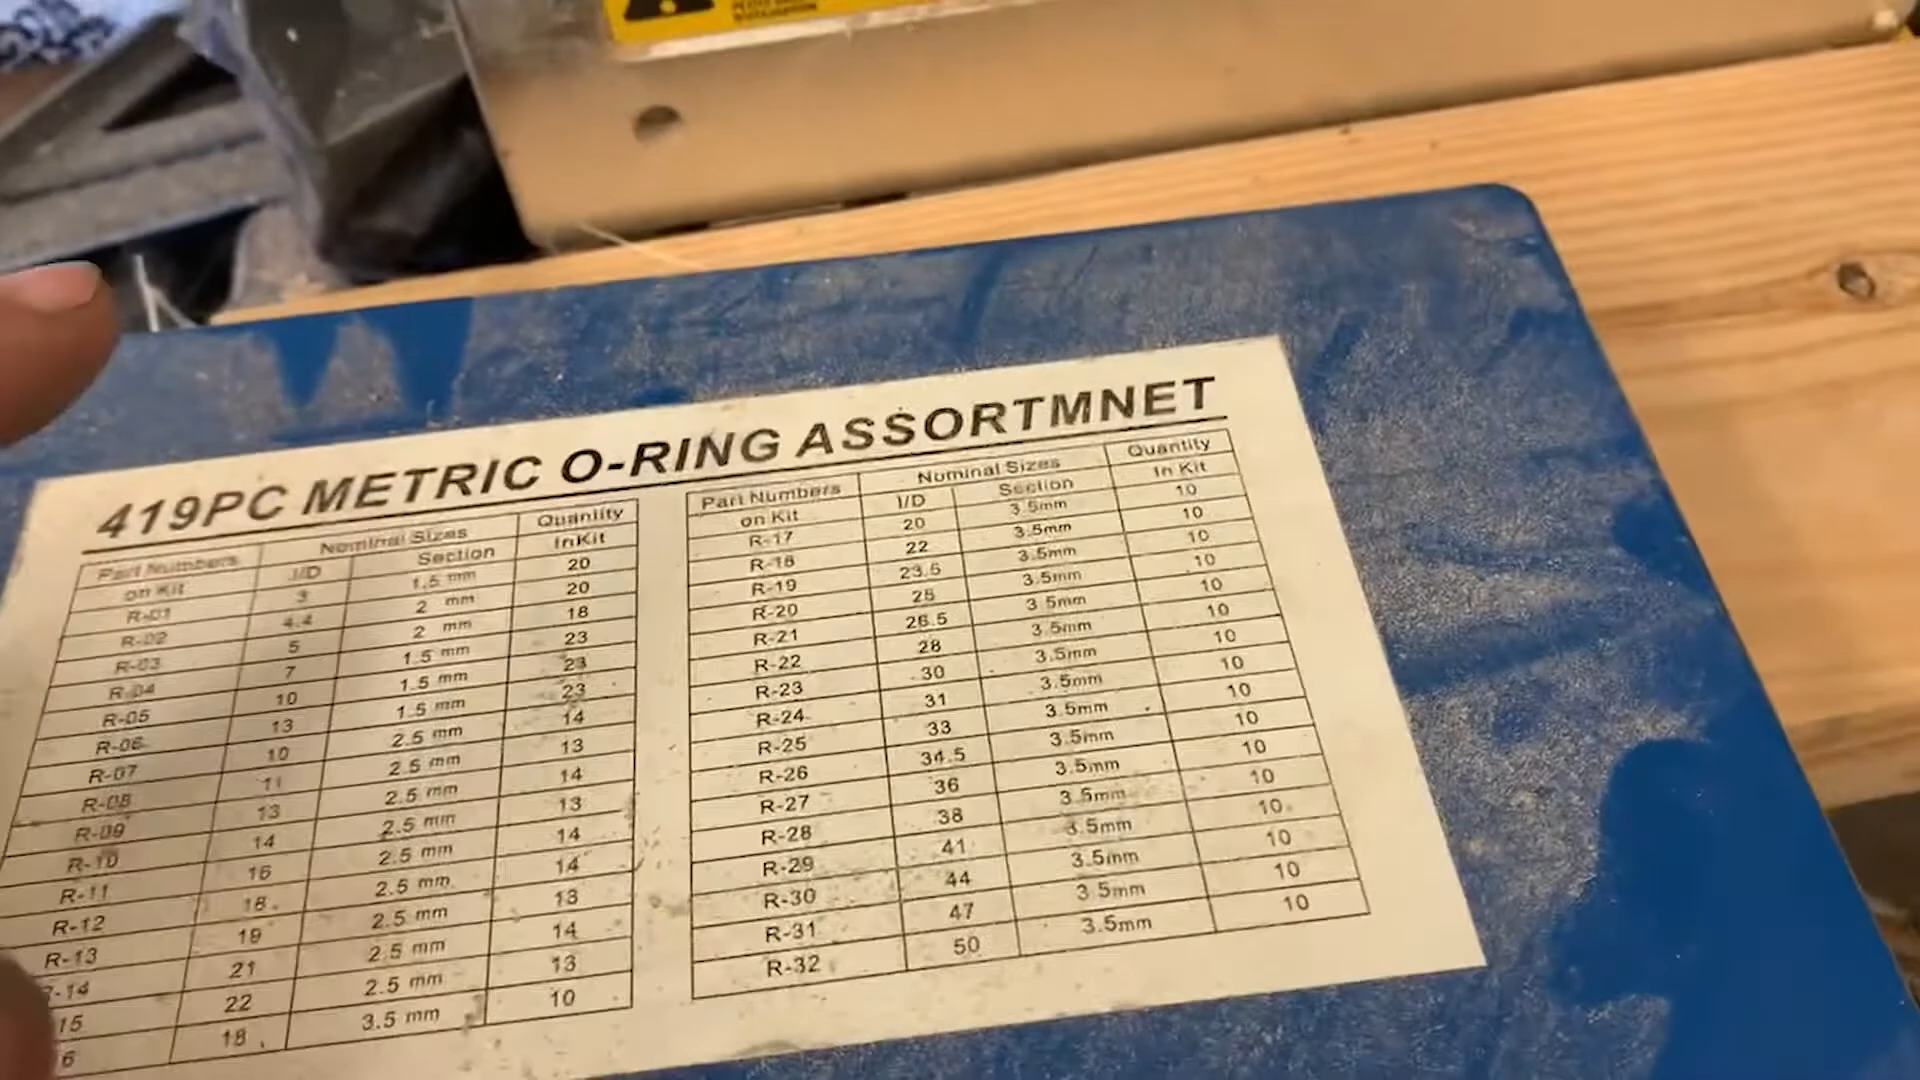 419PC METRIC O-RING ASSORTMNET
Part Numbers on Kit Nominal Sizes Quantity InKit
I/D Section
R-01 3 1.5 mm 20
R-02 4.4 2 mm 20
R-03 5 2 mm 18
R-04 7 1.5 mm 23
R-05 10 1.5 mm 23
R-06 13 1.5 mm 23
R-07 10 2.5 mm 14
R-08 11 2.5 mm 13
R-09 13 2.5 mm 14
R-10 14 2.5 mm 13
R-11 16 2.5 mm 14
R-12 18 2.5 mm 14
R-13 19 2.5 mm 13
-14 21 2.5 mm 14
15 22 2.5 mm 13
6 18 3.5 mm 10
Part Numbers on Kit Nominal Sizes Quantity In Kit
I/D Section
R-17 20 3.5mm 10
R-18 22 3.5mm 10
R-19 23.5 3.5mm 10
R-20 25 3.5mm 10
R-21 26.5 3.5mm 10
R-22 28 3.5mm 10
R-23 30 3.5mm 10
R-24 31 3.5mm 10
R-25 33 3.5mm 10
R-26 34.5 3.5mm 10
R-27 36 3.5mm 10
R-28 38 3.5mm 10
R-29 41 3.5mm 10
R-30 44 3.5mm 10
R-31 47 3.5mm 10
R-32 50 3.5mm 10